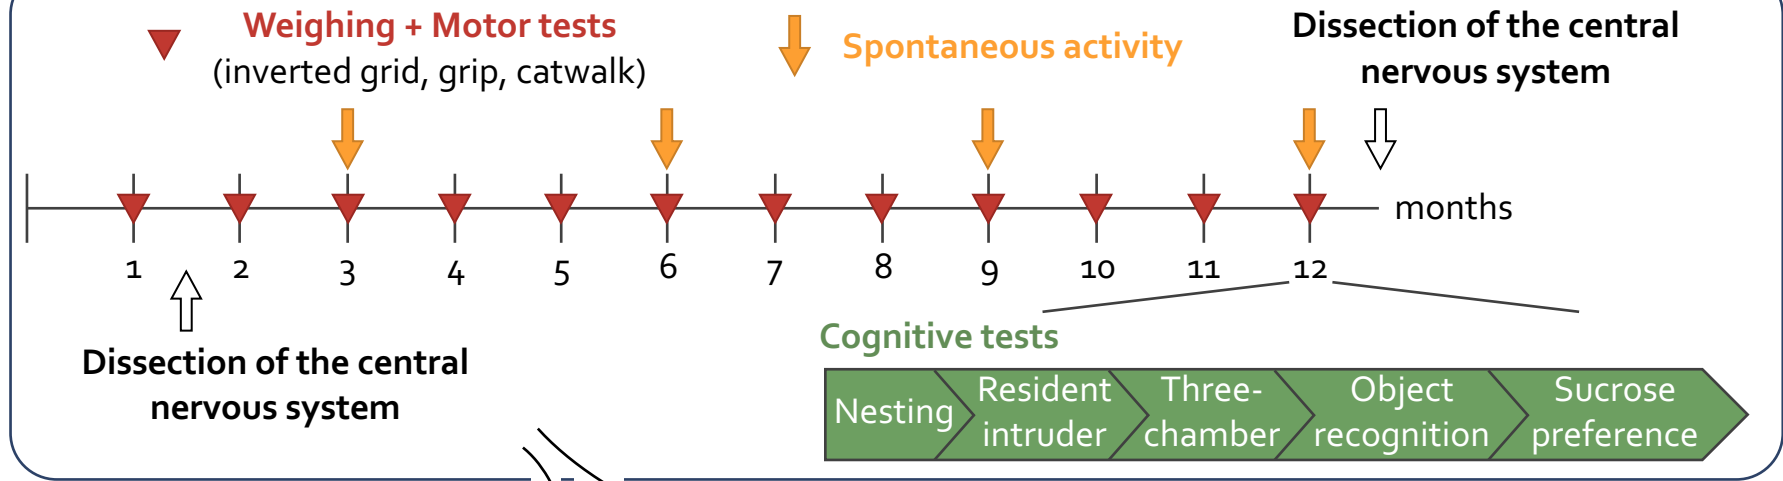 Weighing + Motor tests
(inverted grid, grip, catwalk)
Spontaneous activity
Dissection of the central
nervous system
months
1 2 3 4 5 6 7 8 9 10 11 12
Dissection of the central
nervous system
Cognitive tests
Nesting
Resident
intruder
Three-
chamber
Object
recognition
Sucrose
preference